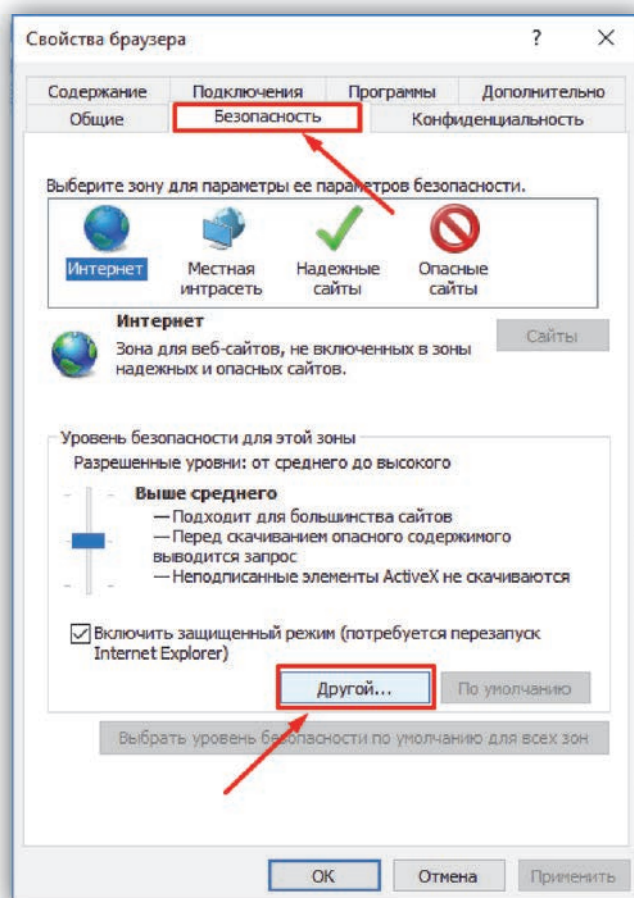 Свойства браузера
?
Содержание Подключения Программы Дополнительно
Общие Безопасность Конфиденциальность
Выберите зону для параметры ее параметров безопасности.
Интернет Местная интрасеть Надежные сайты Опасные сайты
Интернет
Сайты
Зона для веб-сайтов, не включенных в зоны
надежных и опасных сайтов.
Уровень безопасности для этой зоны
Разрешенные уровни: от среднего до высокого
Выше среднего
— Подходит для большинства сайтов
— Перед скачиванием опасного содержимого
выводится запрос
— Неподписанные элементы ActiveX не скачиваются
Включить защищенный режим (потребуется перезапуск
Internet Explorer)
Другой... По умолчанию
Выбрать уровень безопасности по умолчанию для всех зон
ОК Отмена Применить